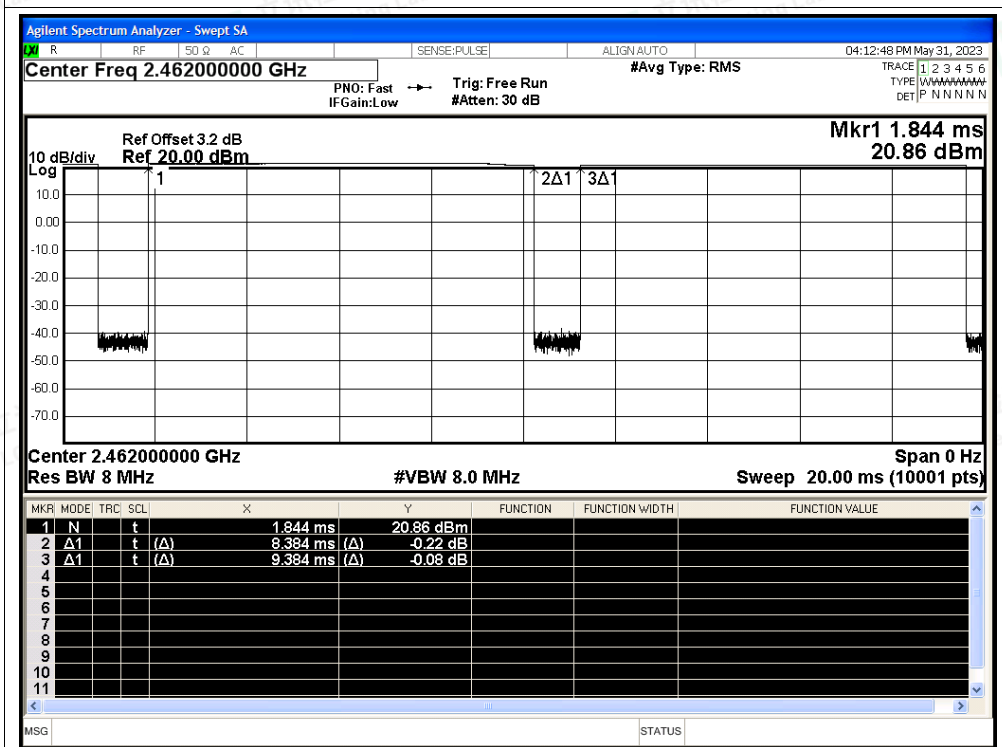 Agilent Spectrum Analyzer - Swept SA
LXI R RF 50 Ω AC SENSE:PULSE ALIGN AUTO 04:12:48 PM May 31, 2023
Center Freq 2.462000000 GHz #Avg Type: RMS TRACE 1 2 3 4 5 6
PNO: Fast Trig: Free Run TYPE WWWWWW
IFGain:Low #Atten: 30 dB DET P N N N N N
Mkr1 1.844 ms
Ref Offset 3.2 dB
10 dB/div Ref 20.00 dBm 20.86 dBm
Log
1 2Δ1 3Δ1
10.0
0.00
-10.0
-20.0
-30.0
-40.0
-50.0
-60.0
-70.0
Center 2.462000000 GHz Span 0 Hz
Res BW 8 MHz #VBW 8.0 MHz Sweep 20.00 ms (10001 pts)
MKR MODE TRC SCL X Y FUNCTION FUNCTION WIDTH FUNCTION VALUE
1 N t 1.844 ms 20.86 dBm
2 Δ1 t (Δ) 8.384 ms (Δ) -0.22 dB
3 Δ1 t (Δ) 9.384 ms (Δ) -0.08 dB
4
5
6
7
8
9
10
11
MSG STATUS